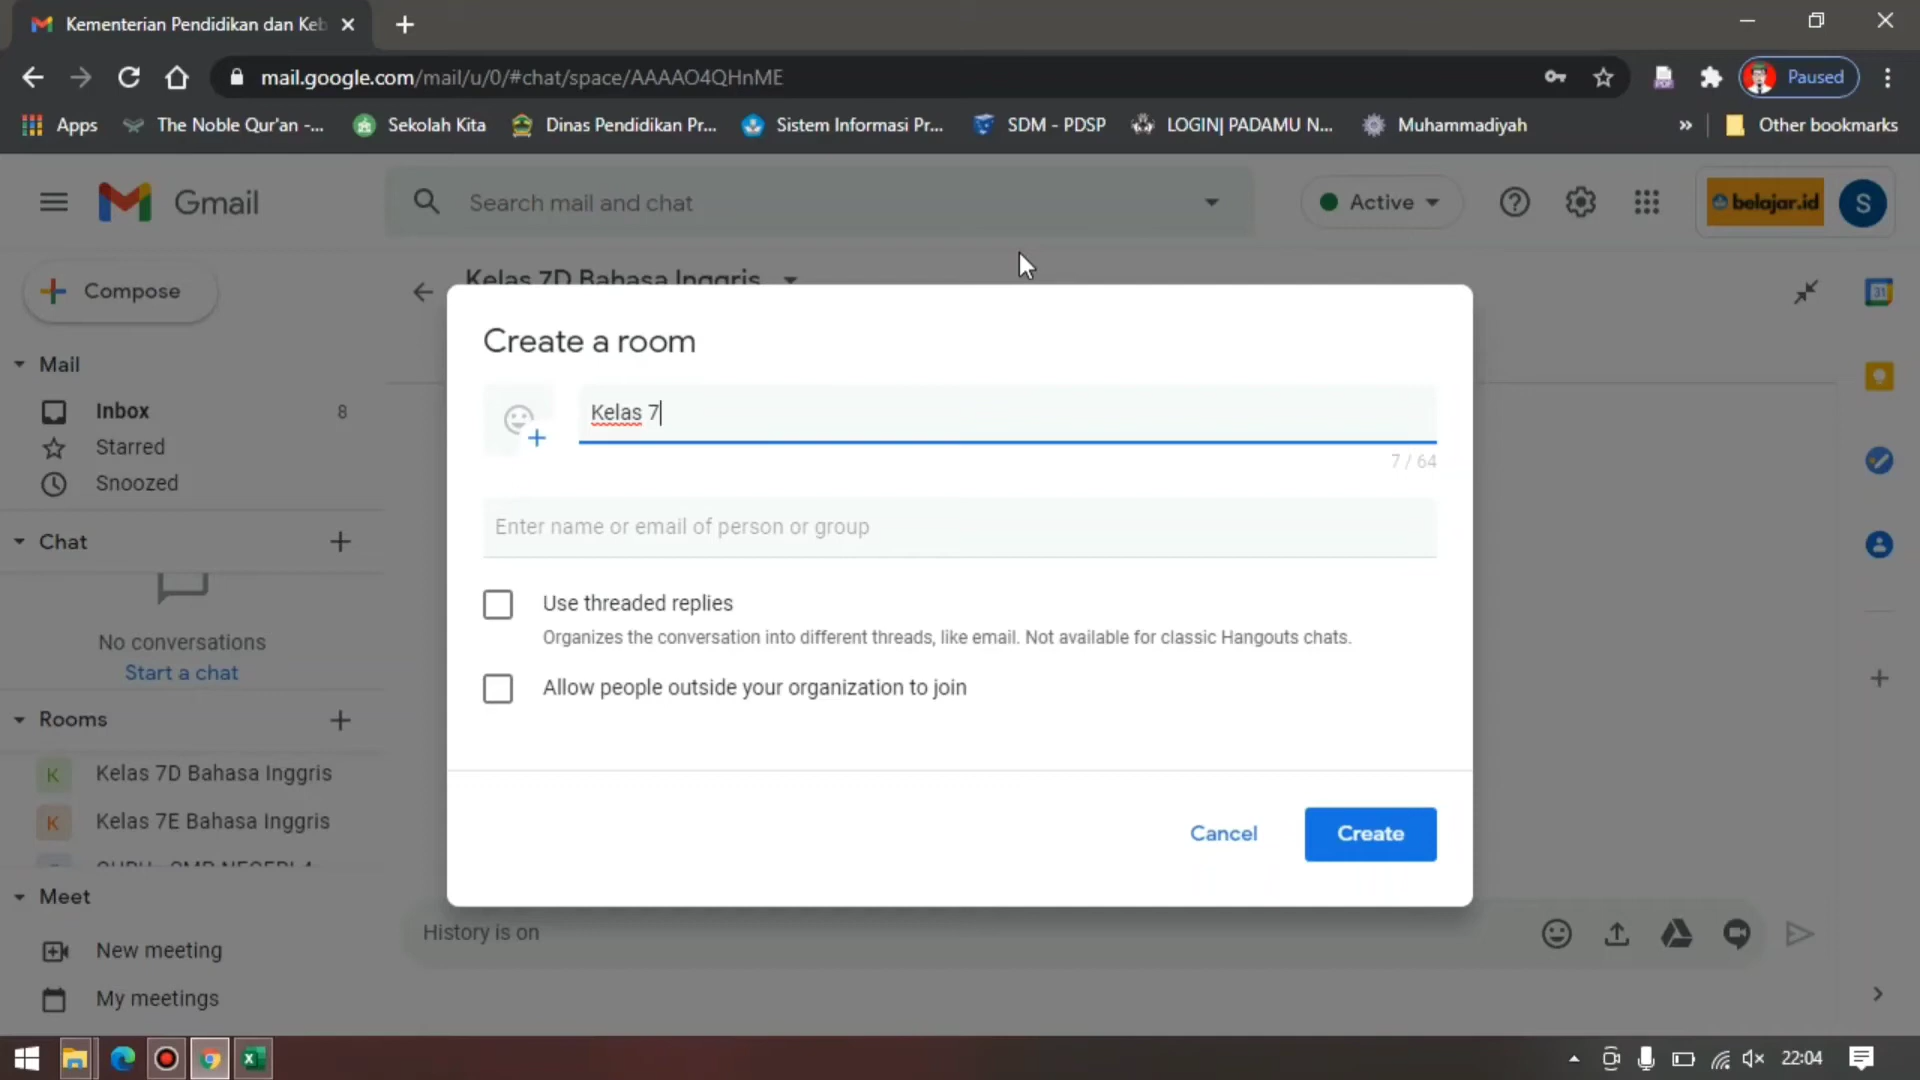 Kementerian Pendidikan dan Keb
mail.google.com/mail/u/0/#chat/space/AAAAO4QHnME
Paused
Apps
The Noble Qur'an -...
Sekolah Kita
Dinas Pendidikan Pr...
Sistem Informasi Pr...
SDM - PDSP
LOGIN| PADAMU N...
Muhammadiyah
»
Other bookmarks
Gmail
Search mail and chat
Active
belajar.id
S
Compose
Kelas 7D Bahasa Inggris
31
Mail
Inbox 8
Starred
Snoozed
Chat
No conversations
Start a chat
Rooms
K Kelas 7D Bahasa Inggris
K Kelas 7E Bahasa Inggris
Meet
New meeting
My meetings
Create a room
Kelas 7
7 / 64
Enter name or email of person or group
Use threaded replies
Organizes the conversation into different threads, like email. Not available for classic Hangouts chats.
Allow people outside your organization to join
Cancel
Create
History is on
22:04